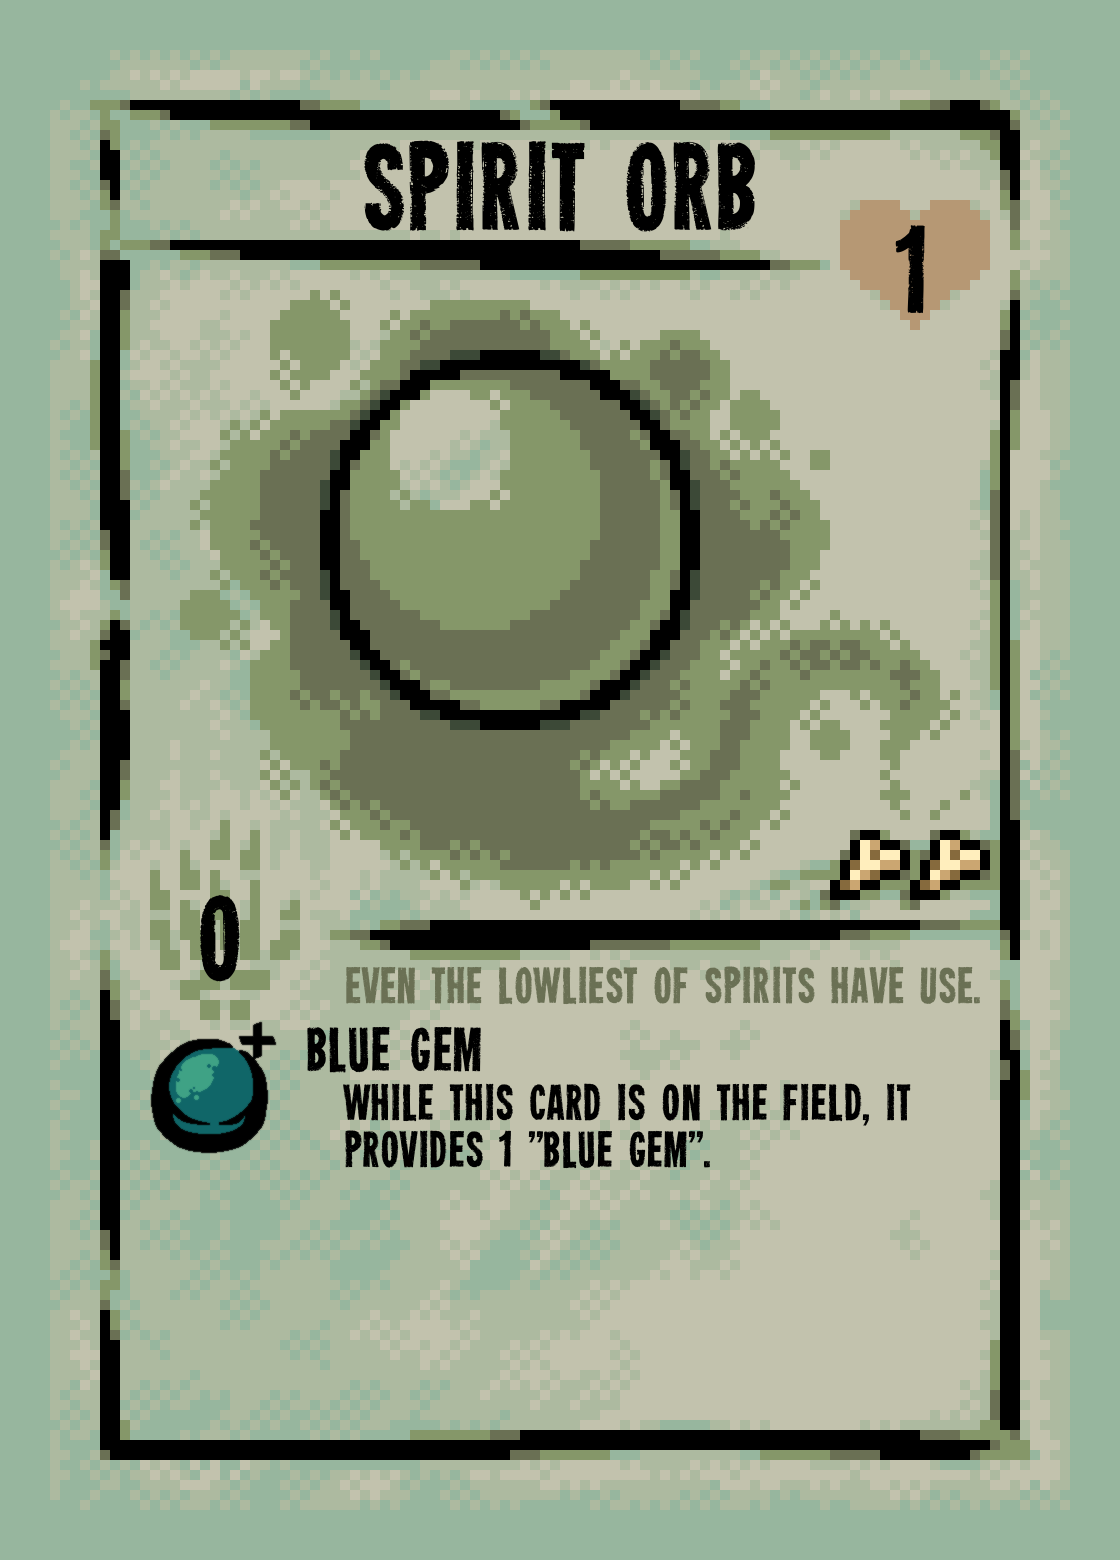 SPIRIT ORB
1
0
EVEN THE LOWLIEST OF SPIRITS HAVE USE.
BLUE GEM
WHILE THIS CARD IS ON THE FIELD, IT
PROVIDES 1 "BLUE GEM".